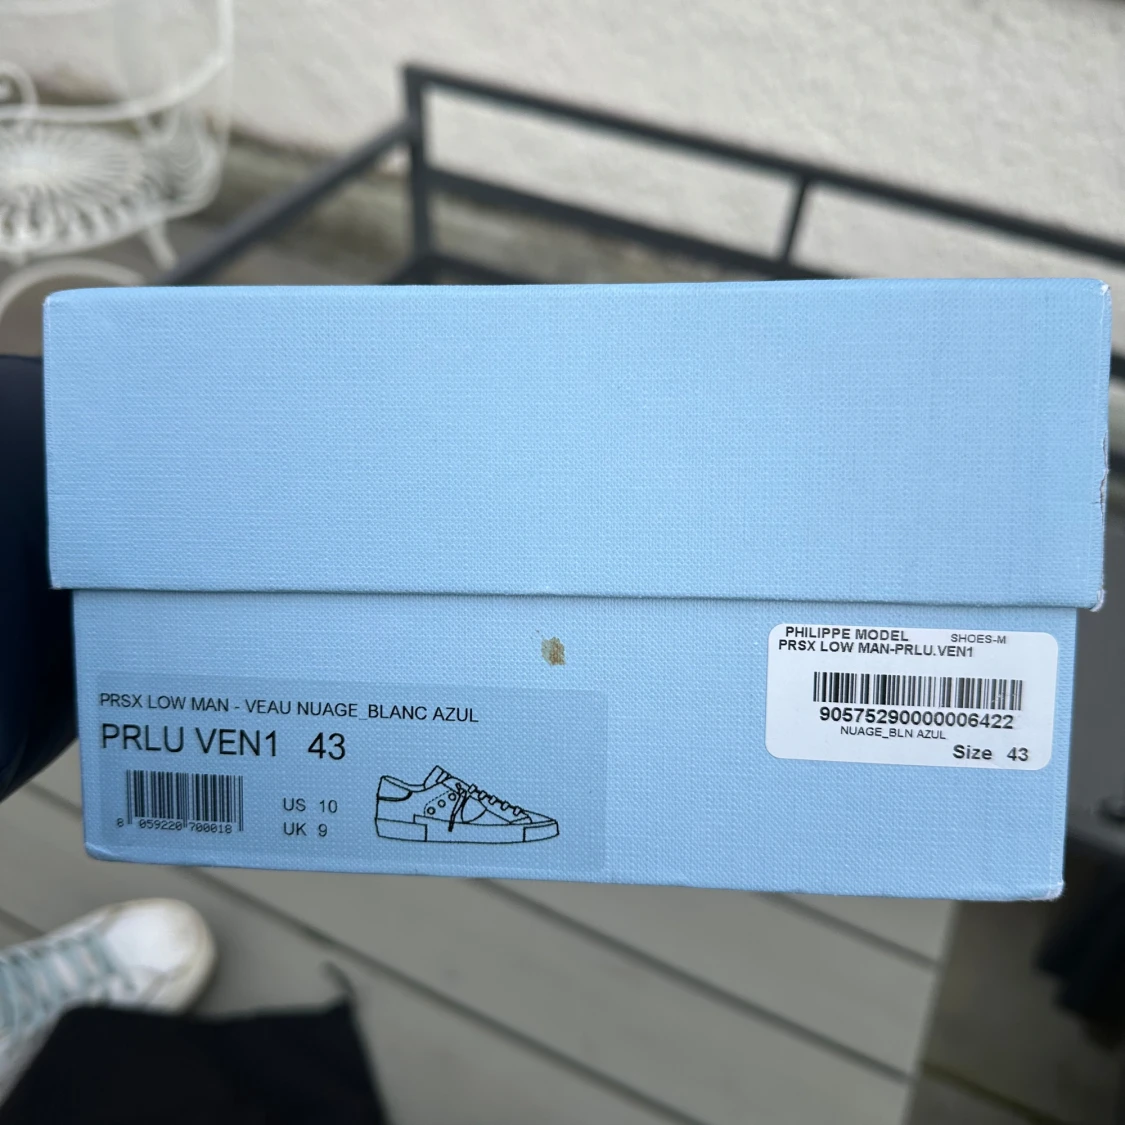 PRSX LOW MAN - VEAU NUAGE_BLANC AZUL
PRLU VEN1 43
8 059220 700018
US 10
UK 9
PHILIPPE MODEL SHOES-M
PRSX LOW MAN-PRLU.VEN1
90575290000006422
NUAGE_BLN AZUL
Size 43